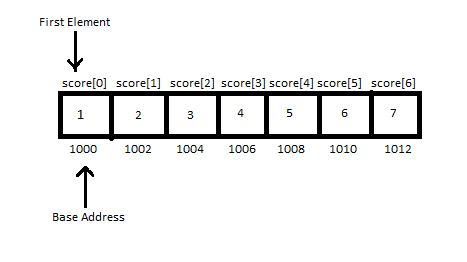 First Element
score[0] score[1] score[2] score[3] score[4] score[5] score[6]
1 2 3 4 5 6 7
1000 1002 1004 1006 1008 1010 1012
Base Address